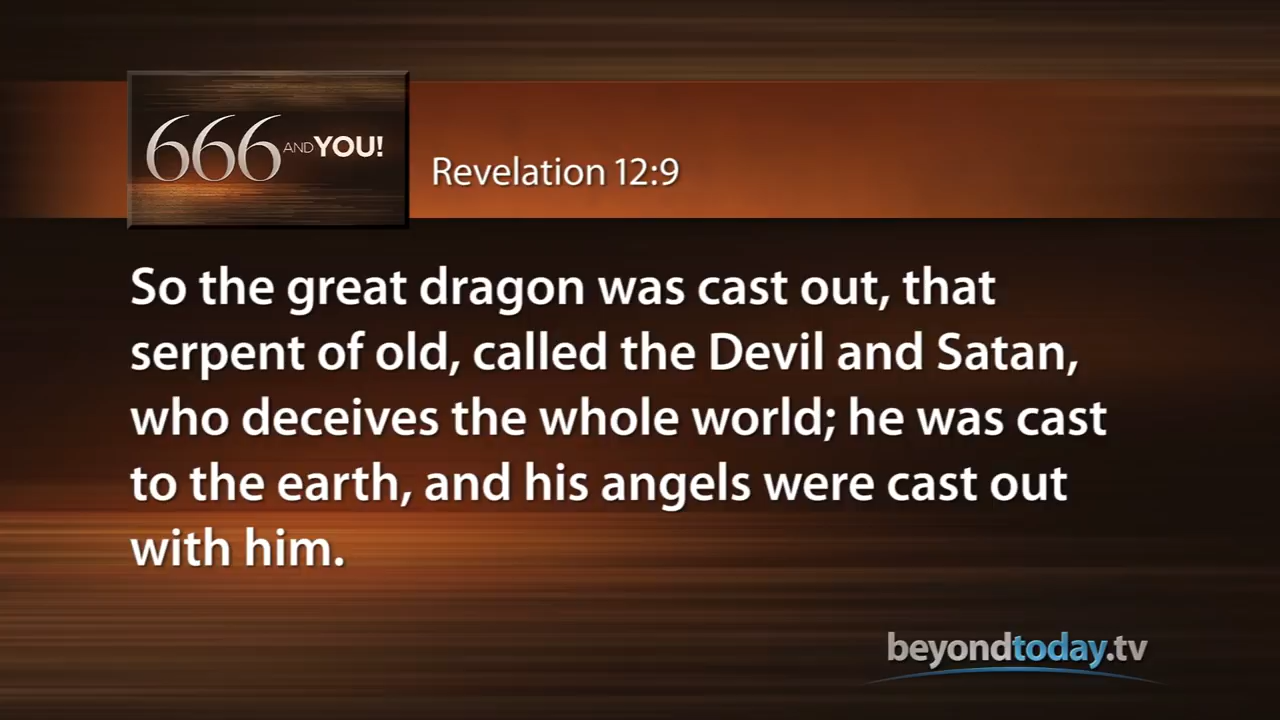 666 AND YOU!
Revelation 12:9
So the great dragon was cast out, that
serpent of old, called the Devil and Satan,
who deceives the whole world; he was cast
to the earth, and his angels were cast out
with him.
beyondtoday.tv